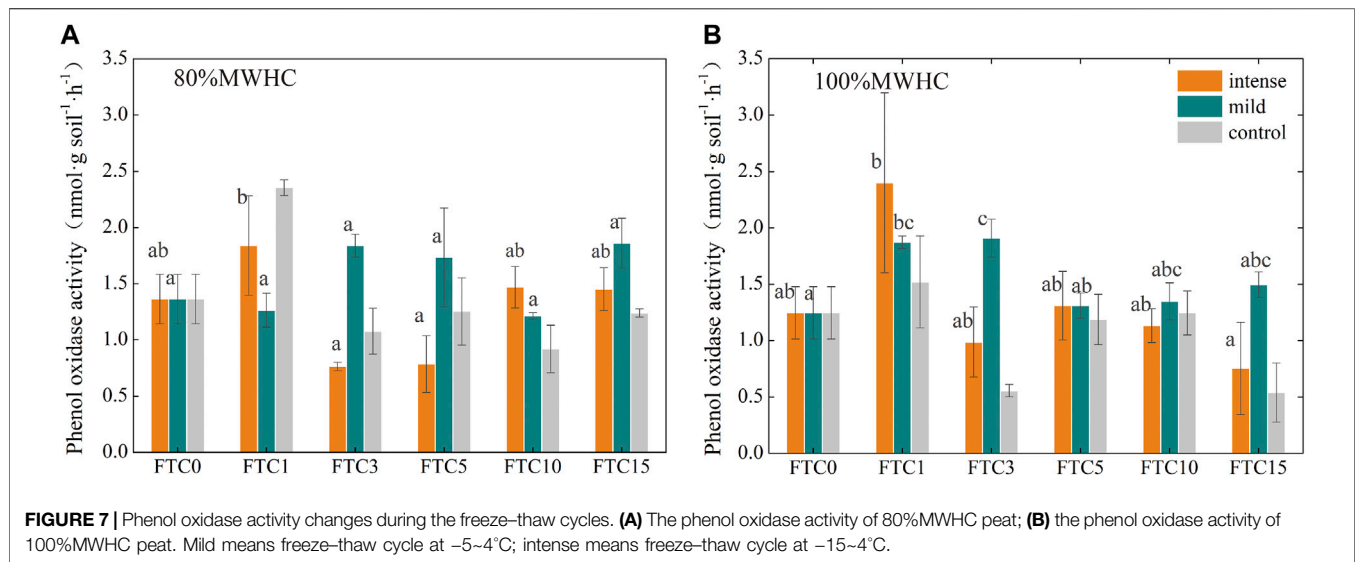 A
Phenol oxidase activity (nmol·g soil⁻¹·h⁻¹)
3.5
3.0
2.5
2.0
1.5
1.0
0.5
0.0
80%MWHC
ab
a
b
a
a
a
a
a
ab
a
ab
a
FTC0 FTC1 FTC3 FTC5 FTC10 FTC15
B
Phenol oxidase activity (nmol·g soil⁻¹·h⁻¹)
3.5
3.0
2.5
2.0
1.5
1.0
0.5
0.0
100%MWHC
intense
mild
control
ab
a
b
bc
ab
c
ab
ab
ab
abc
a
abc
FTC0 FTC1 FTC3 FTC5 FTC10 FTC15
FIGURE 7 | Phenol oxidase activity changes during the freeze–thaw cycles. (A) The phenol oxidase activity of 80%MWHC peat; (B) the phenol oxidase activity of
100%MWHC peat. Mild means freeze–thaw cycle at −5~4°C; intense means freeze–thaw cycle at −15~4°C.